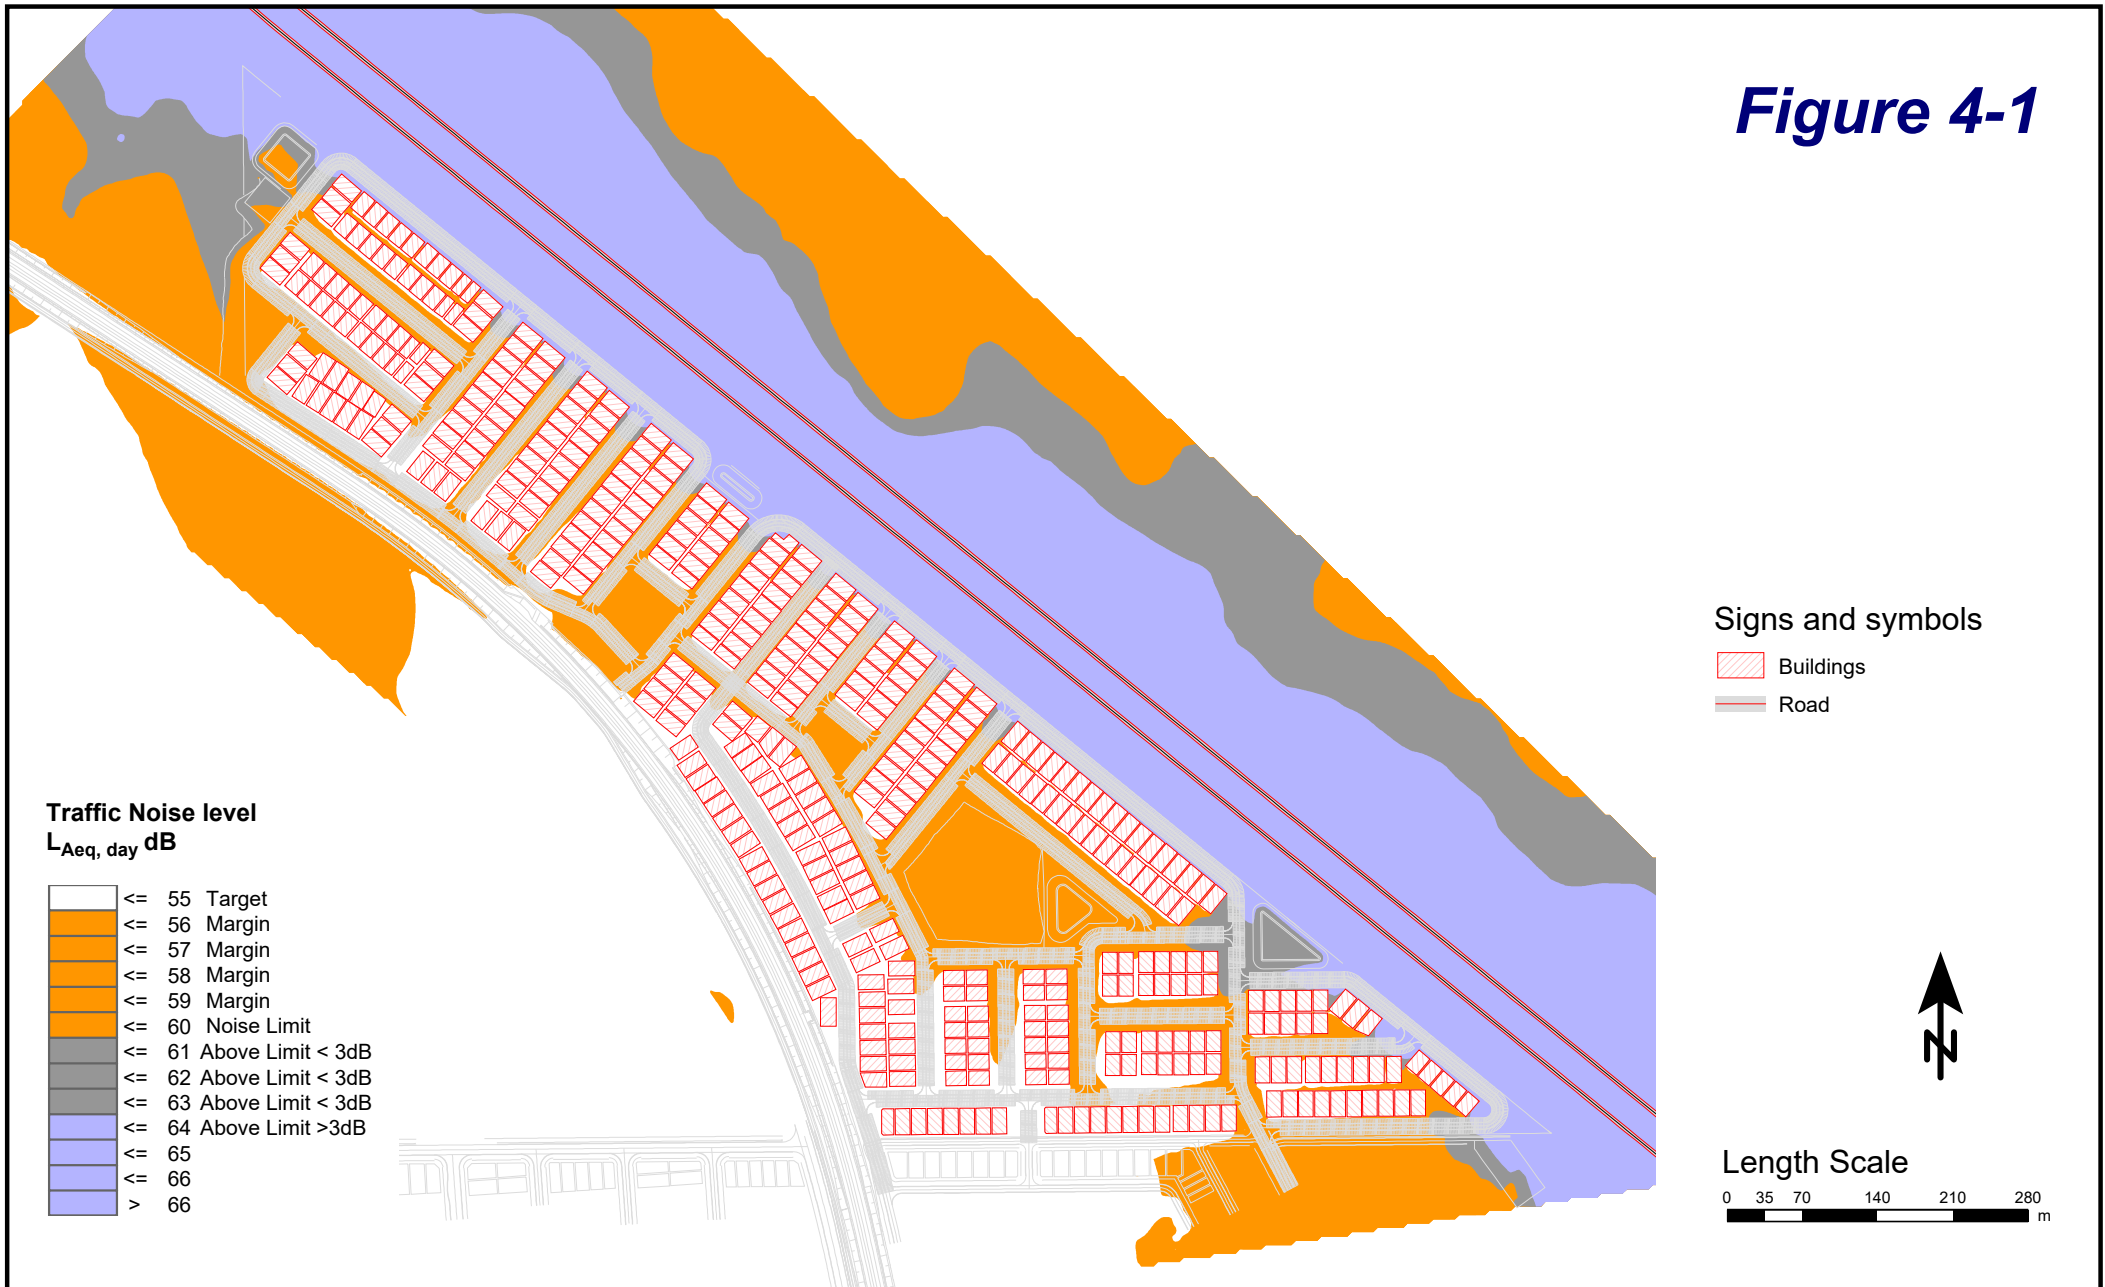 Figure 4-1
Signs and symbols
Buildings
Road
Traffic Noise level
LAeq, day dB
<= 55 Target
<= 56 Margin
<= 57 Margin
<= 58 Margin
<= 59 Margin
<= 60 Noise Limit
<= 61 Above Limit < 3dB
<= 62 Above Limit < 3dB
<= 63 Above Limit < 3dB
<= 64 Above Limit >3dB
<= 65
<= 66
> 66
N
Length Scale
0 35 70 140 210 280
m